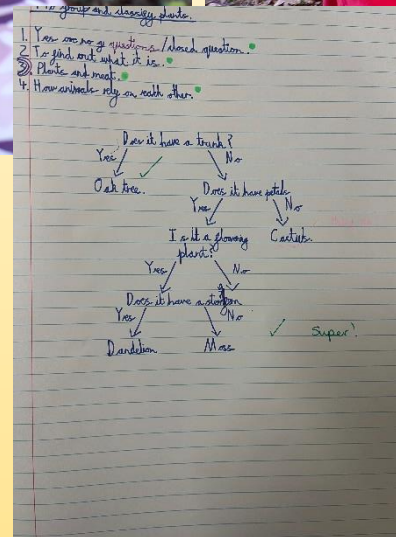 To group and classify plants.
1. Yes or no questions / closed question.
2. To find out what it is.
3. Plants and meat.
4. How animals rely on each other.
Does it have a trunk?
Yes No
Oak tree. Does it have petals
Yes No
Is it a flowering plant? Cactus.
Yes No
Does it have a
Yes No
Dandelion Moss
Super!